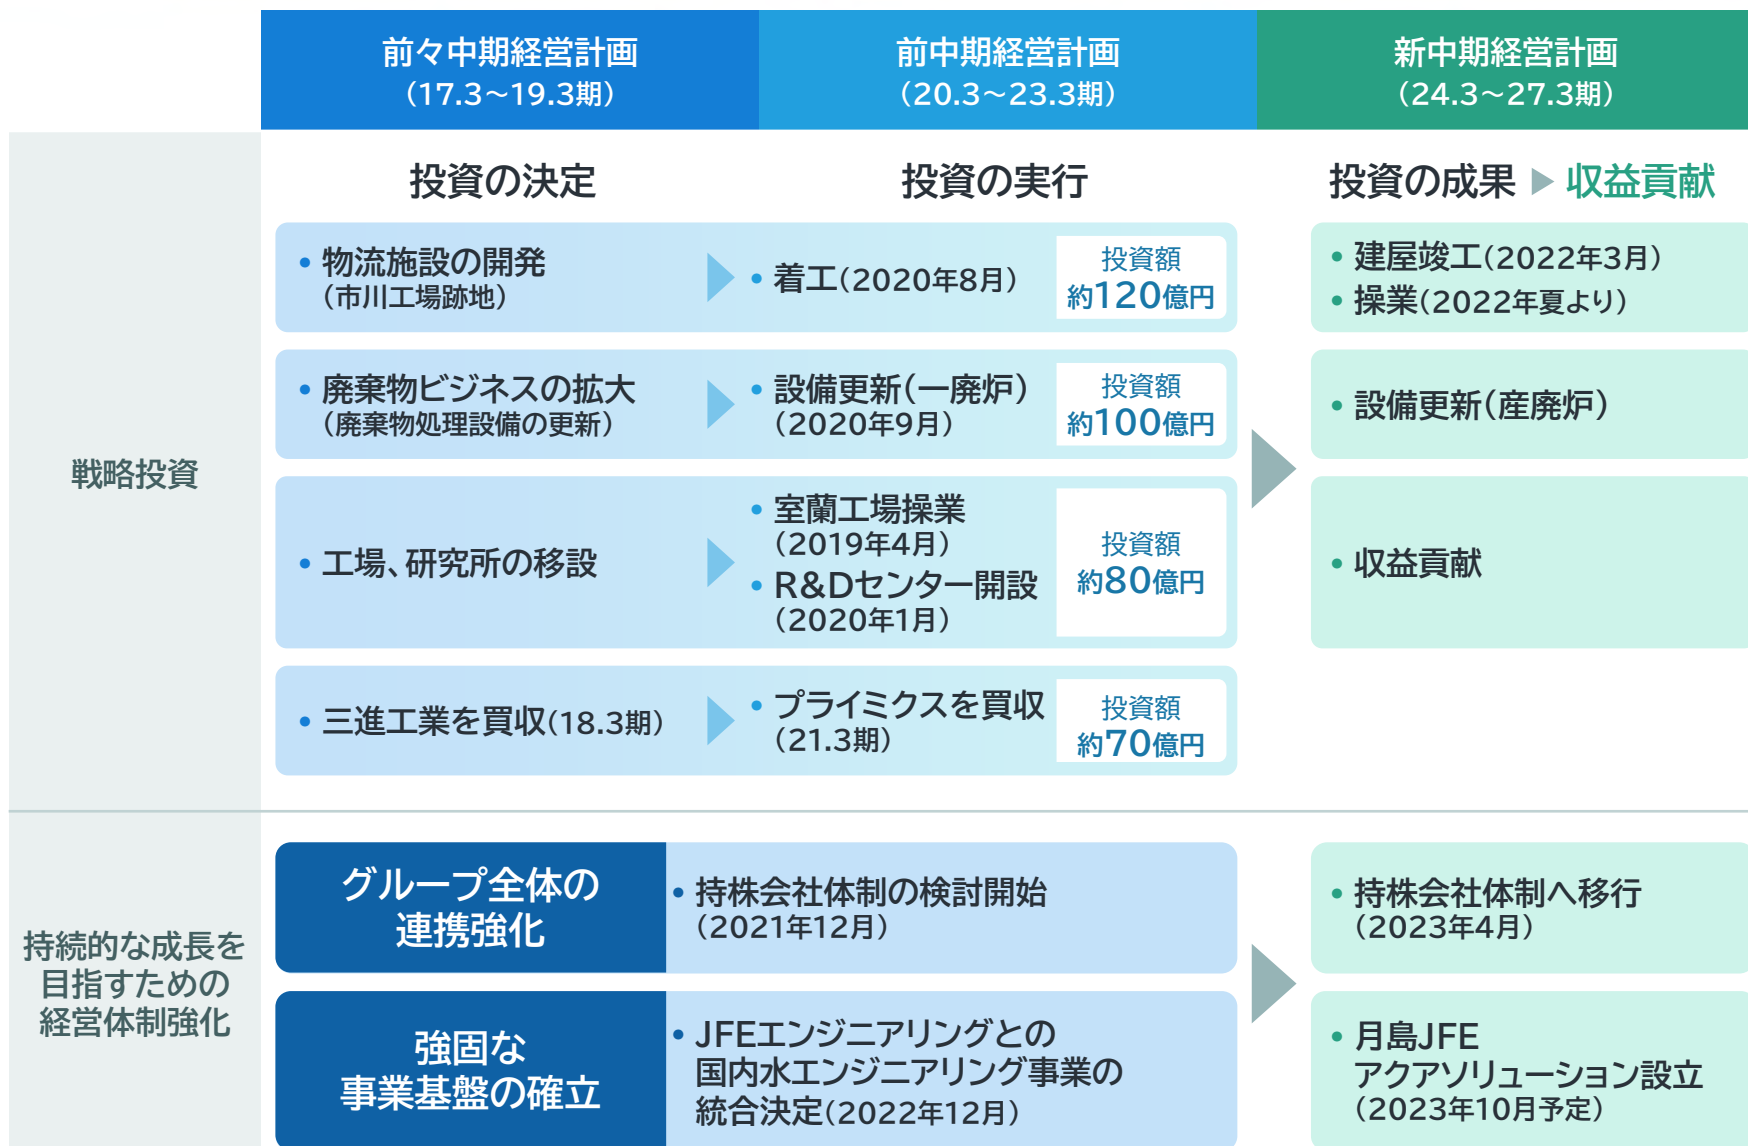 前々中期経営計画
（17.3～19.3期）
前中期経営計画
（20.3～23.3期）
新中期経営計画
（24.3～27.3期）
戦略投資
投資の決定
投資の実行
投資の成果 ▶ 収益貢献
• 物流施設の開発
（市川工場跡地）
• 着工（2020年8月）
投資額
約120億円
• 建屋竣工（2022年3月）
• 操業（2022年夏より）
• 廃棄物ビジネスの拡大
（廃棄物処理設備の更新）
• 設備更新（一廃炉）
（2020年9月）
投資額
約100億円
• 設備更新（産廃炉）
• 工場、研究所の移設
• 室蘭工場操業
（2019年4月）
• R&Dセンター開設
（2020年1月）
投資額
約80億円
• 収益貢献
• 三進工業を買収（18.3期）
• プライミクスを買収
（21.3期）
投資額
約70億円
持続的な成長を
目指すための
経営体制強化
グループ全体の
連携強化
• 持株会社体制の検討開始
（2021年12月）
• 持株会社体制へ移行
（2023年4月）
強固な
事業基盤の確立
• JFEエンジニアリングとの
国内水エンジニアリング事業の
統合決定（2022年12月）
• 月島JFE
アクアソリューション設立
（2023年10月予定）